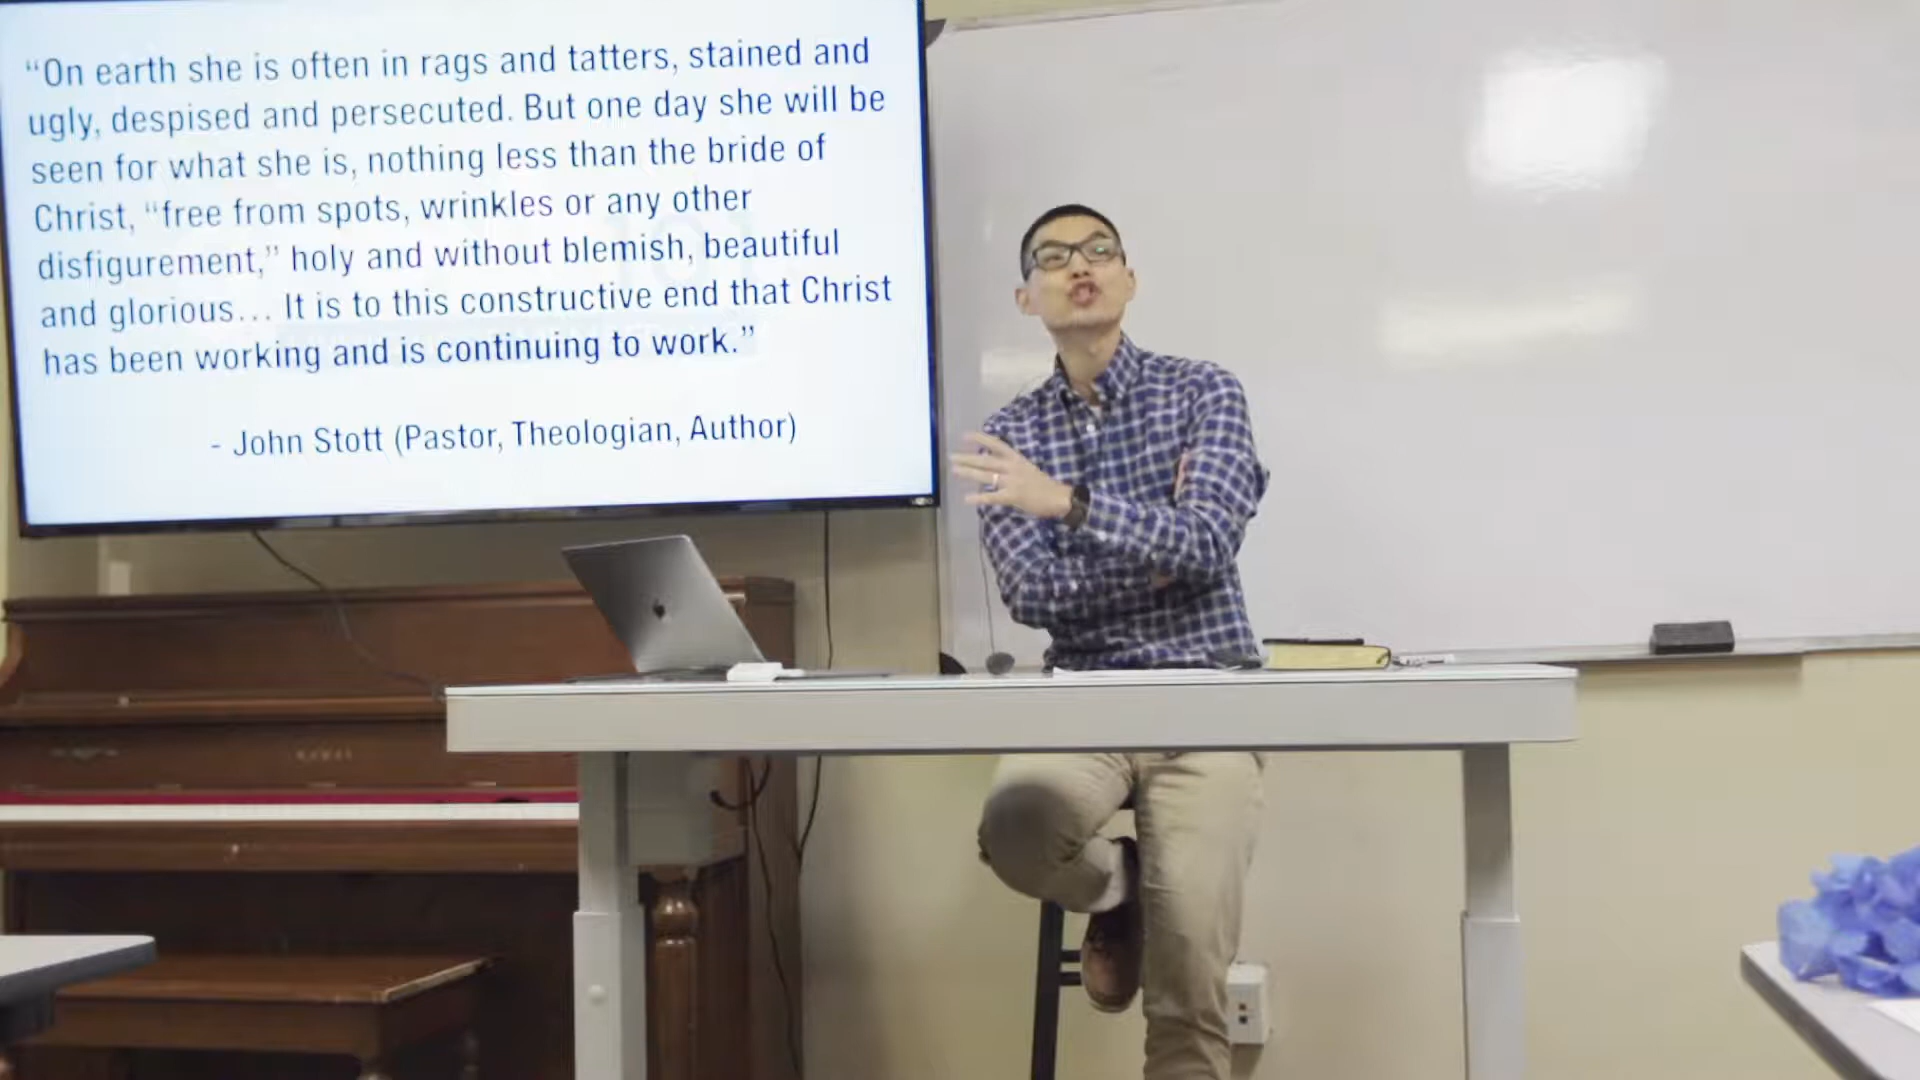 “On earth she is often in rags and tatters, stained and
ugly, despised and persecuted. But one day she will be
seen for what she is, nothing less than the bride of
Christ, “free from spots, wrinkles or any other
disfigurement,” holy and without blemish, beautiful
and glorious... It is to this constructive end that Christ
has been working and is continuing to work.”
- John Stott (Pastor, Theologian, Author)